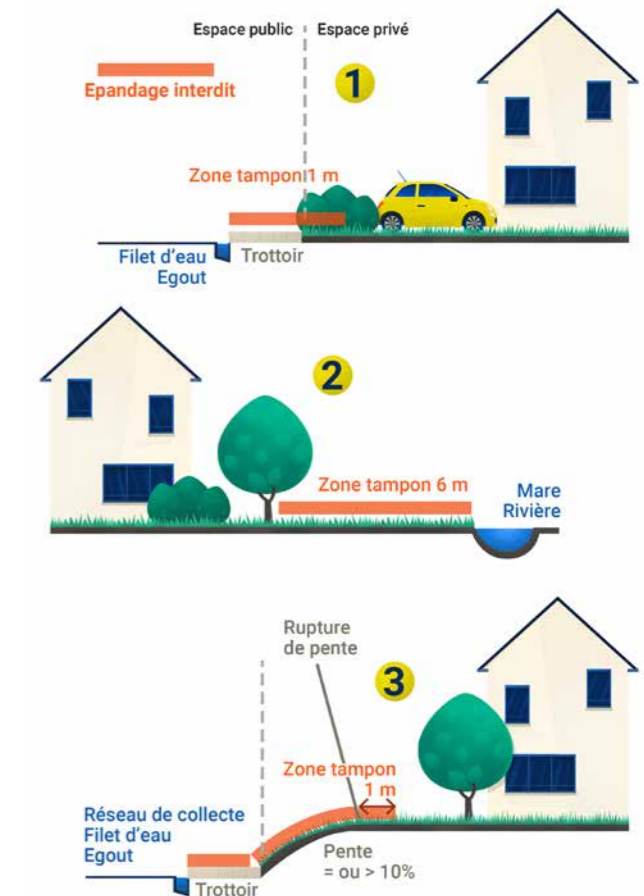 Espace public
Espace privé
1
Epandage interdit
Zone tampon 1 m
Filet d'eau
Egout
Trottoir
2
Zone tampon 6 m
Mare
Rivière
Rupture
de pente
3
Zone tampon
1 m
Réseau de collecte
Filet d'eau
Egout
Pente
= ou > 10%
Trottoir